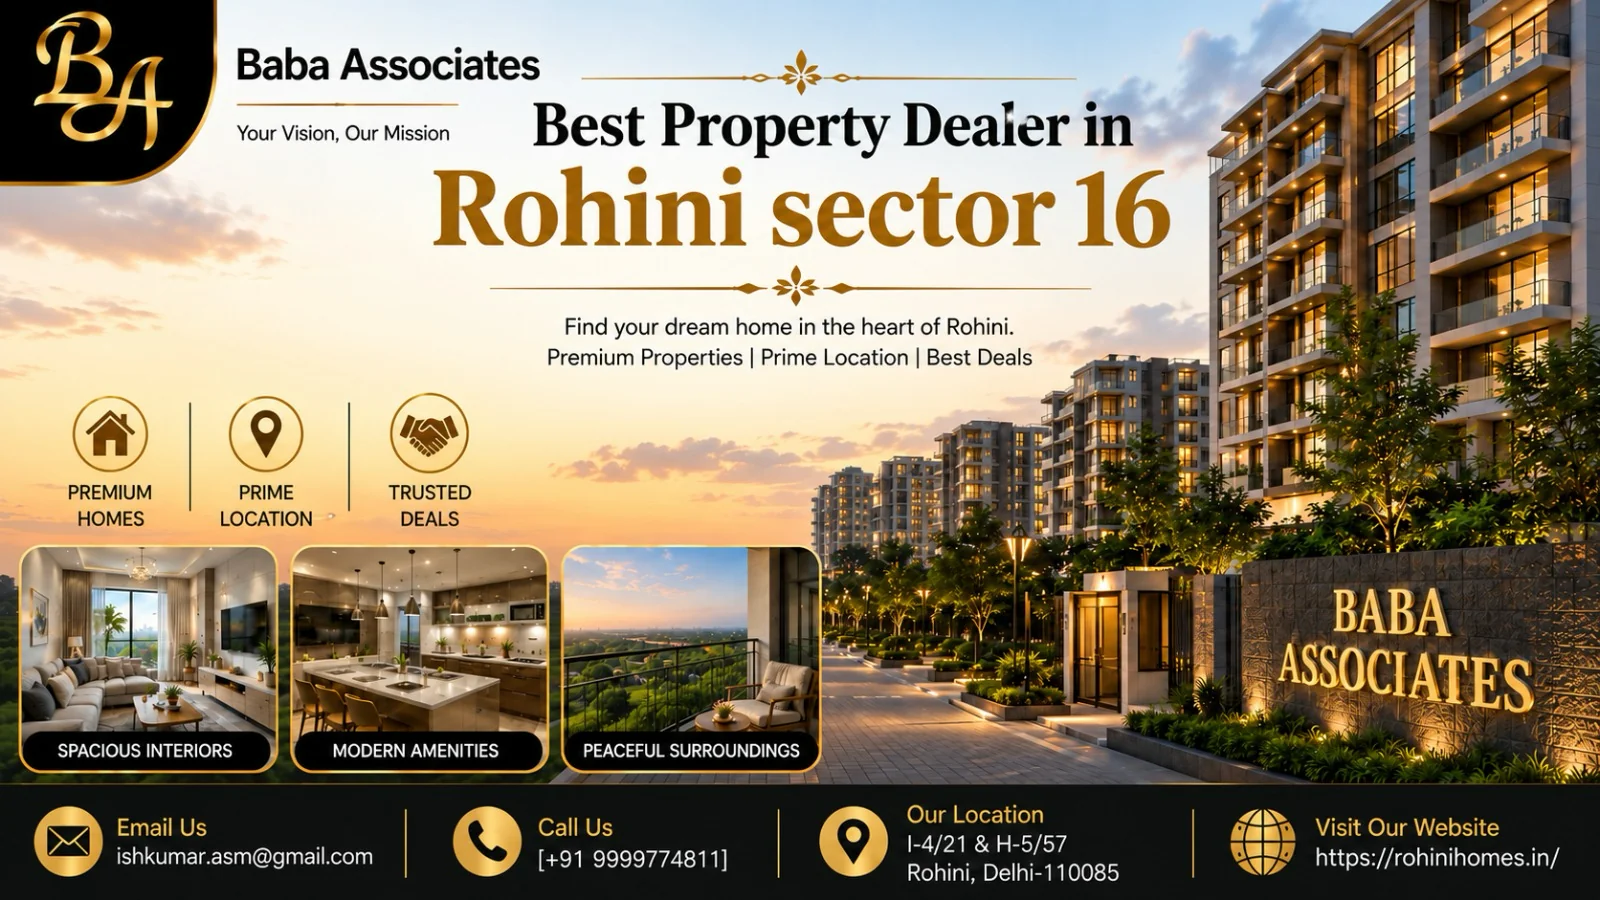 BA
Baba Associates
Your Vision, Our Mission
Best Property Dealer in
Rohini sector 16
Find your dream home in the heart of Rohini.
Premium Properties | Prime Location | Best Deals
PREMIUM
HOMES
PRIME
LOCATION
TRUSTED
DEALS
SPACIOUS INTERIORS
MODERN AMENITIES
PEACEFUL SURROUNDINGS
BABA
ASSOCIATES
Email Us
ishkumar.asm@gmail.com
Call Us
[+91 9999774811]
Our Location
I-4/21 & H-5/57
Rohini, Delhi-110085
Visit Our Website
https://rohinihomes.in/